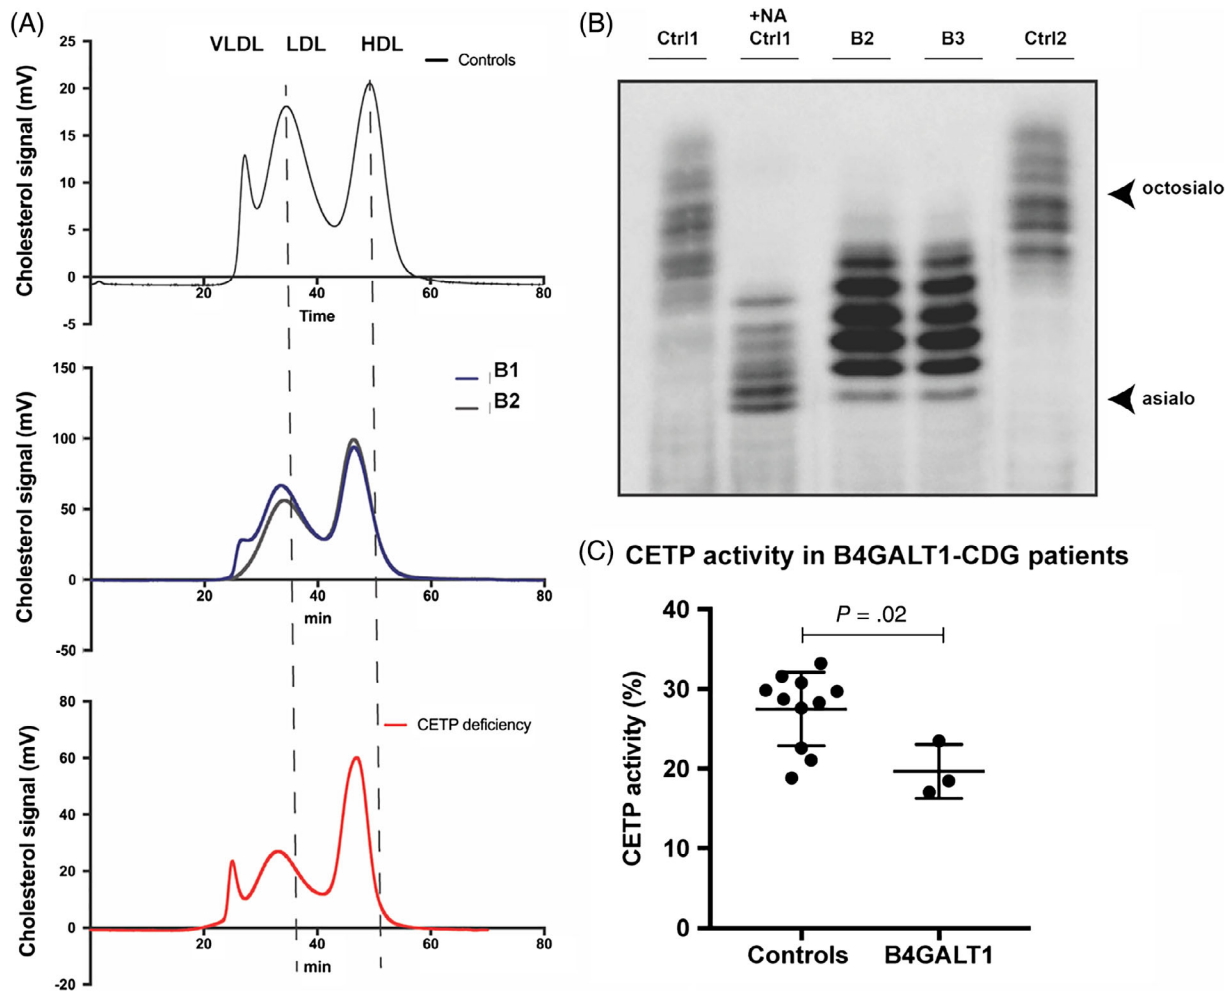 (A)
VLDL LDL HDL
Controls
Cholesterol signal (mV)
25
20
15
10
5
0
-5
20 40 60 80
Time
B1
B2
Cholesterol signal (mV)
150
100
50
0
-50
20 40 60 80
min
CETP deficiency
Cholesterol signal (mV)
80
60
40
20
0
-20
20 40 60 80
min
(B)
+NA
Ctrl1 Ctrl1 B2 B3 Ctrl2
octosialo
asialo
(C) CETP activity in B4GALT1-CDG patients
P = .02
CETP activity (%)
40
30
20
10
0
Controls B4GALT1